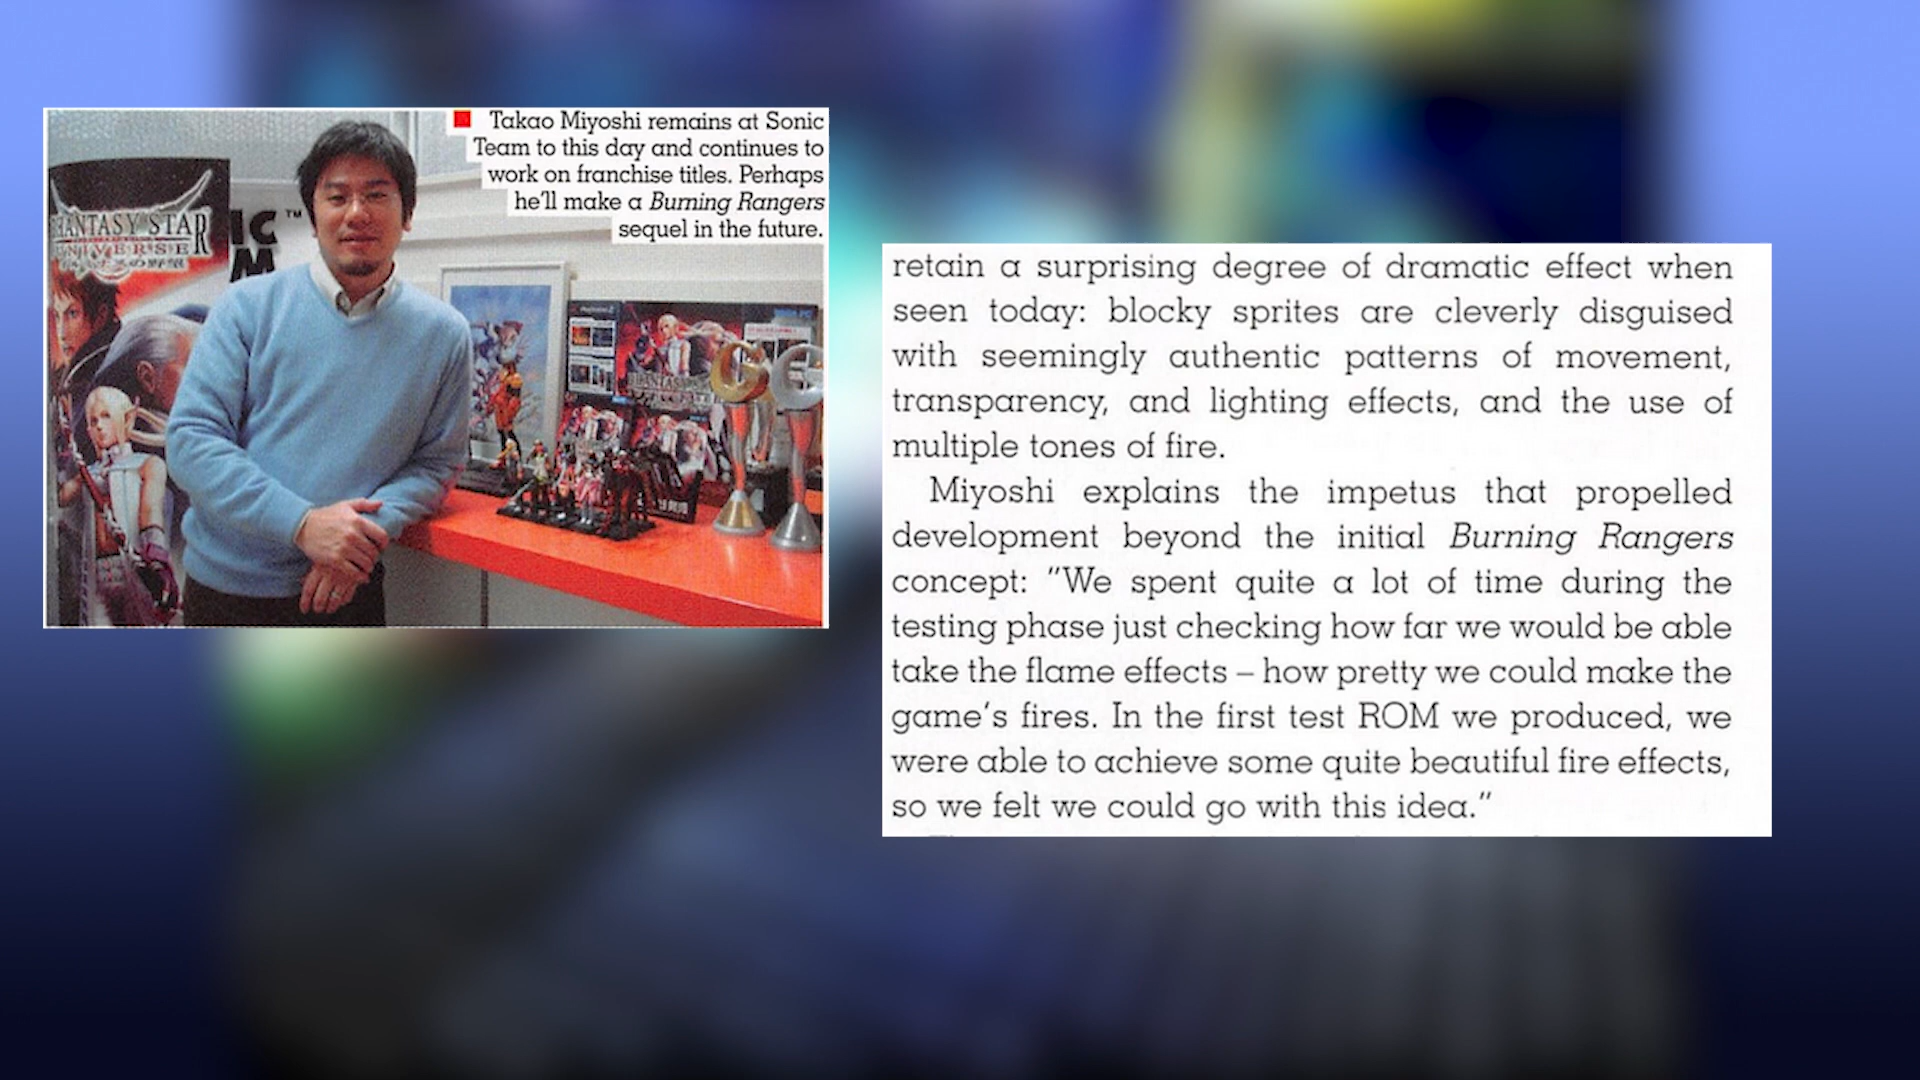 Takao Miyoshi remains at Sonic
Team to this day and continues to
work on franchise titles. Perhaps
he'll make a Burning Rangers
sequel in the future.
PHANTASY STAR
UNIVERSE
IC ™
M
retain a surprising degree of dramatic effect when
seen today: blocky sprites are cleverly disguised
with seemingly authentic patterns of movement,
transparency, and lighting effects, and the use of
multiple tones of fire.
Miyoshi explains the impetus that propelled
development beyond the initial Burning Rangers
concept: "We spent quite a lot of time during the
testing phase just checking how far we would be able
take the flame effects – how pretty we could make the
game's fires. In the first test ROM we produced, we
were able to achieve some quite beautiful fire effects,
so we felt we could go with this idea."